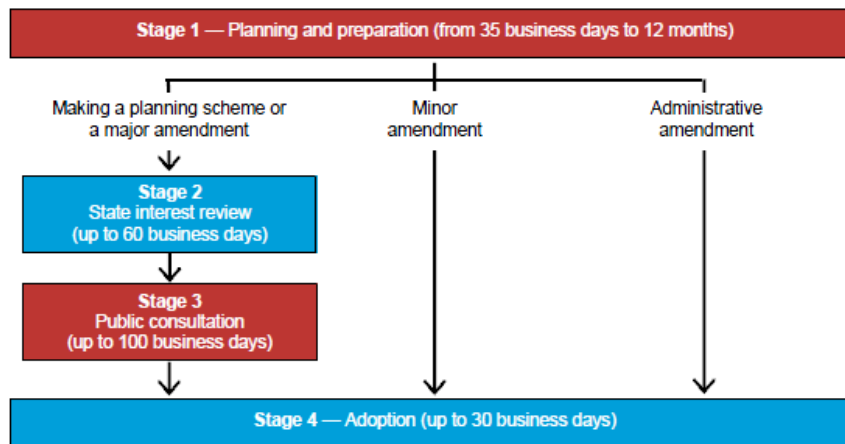 Stage 1 — Planning and preparation (from 35 business days to 12 months)
Making a planning scheme or
a major amendment
Minor
amendment
Administrative
amendment
Stage 2
State interest review
(up to 60 business days)
Stage 3
Public consultation
(up to 100 business days)
Stage 4 — Adoption (up to 30 business days)